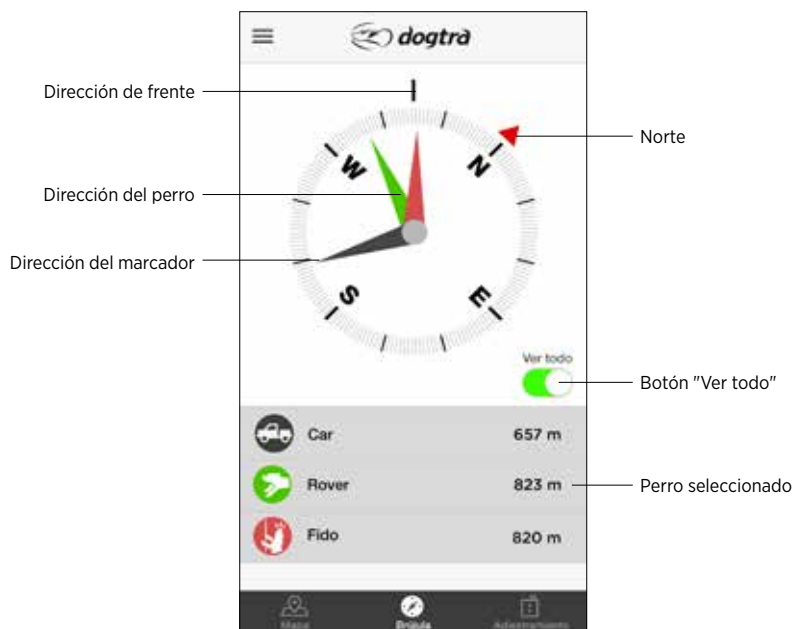 dogtra
Dirección de frente
Norte
W
N
Dirección del perro
Dirección del marcador
S
E
Ver todo
Botón "Ver todo"
Car 657 m
Rover 823 m
Perro seleccionado
Fido 820 m
Mapa Brújula Adiestramiento